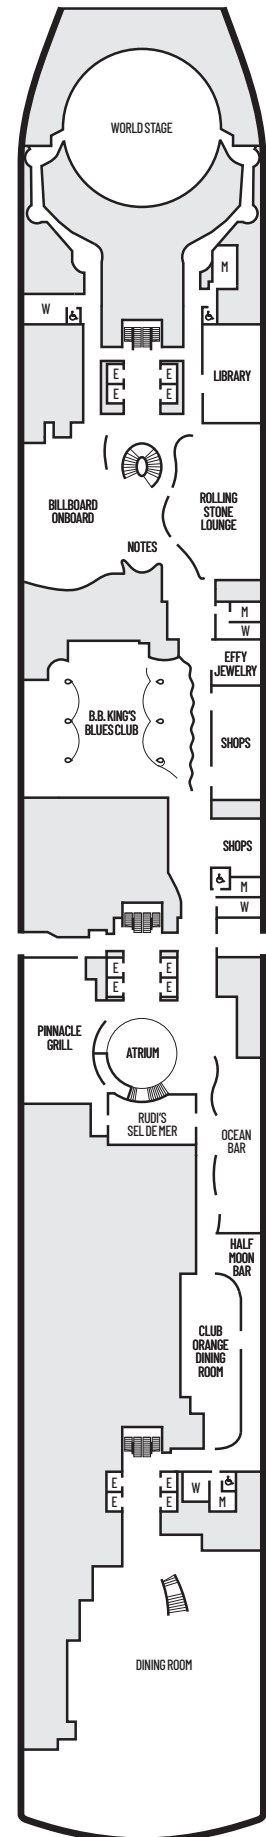 WORLD STAGE
M
W
E
E
E
E
LIBRARY
BILLBOARD
ONBOARD
ROLLING
STONE
LOUNGE
NOTES
M
W
EFFY
JEWELRY
B.B. KING'S
BLUES CLUB
SHOPS
SHOPS
M
W
E
E
E
E
PINNACLE
GRILL
ATRIUM
RUDI'S
SEL DE MER
OCEAN
BAR
HALF
MOON
BAR
CLUB
ORANGE
DINING
ROOM
E
E
E
E
W
M
DINING ROOM